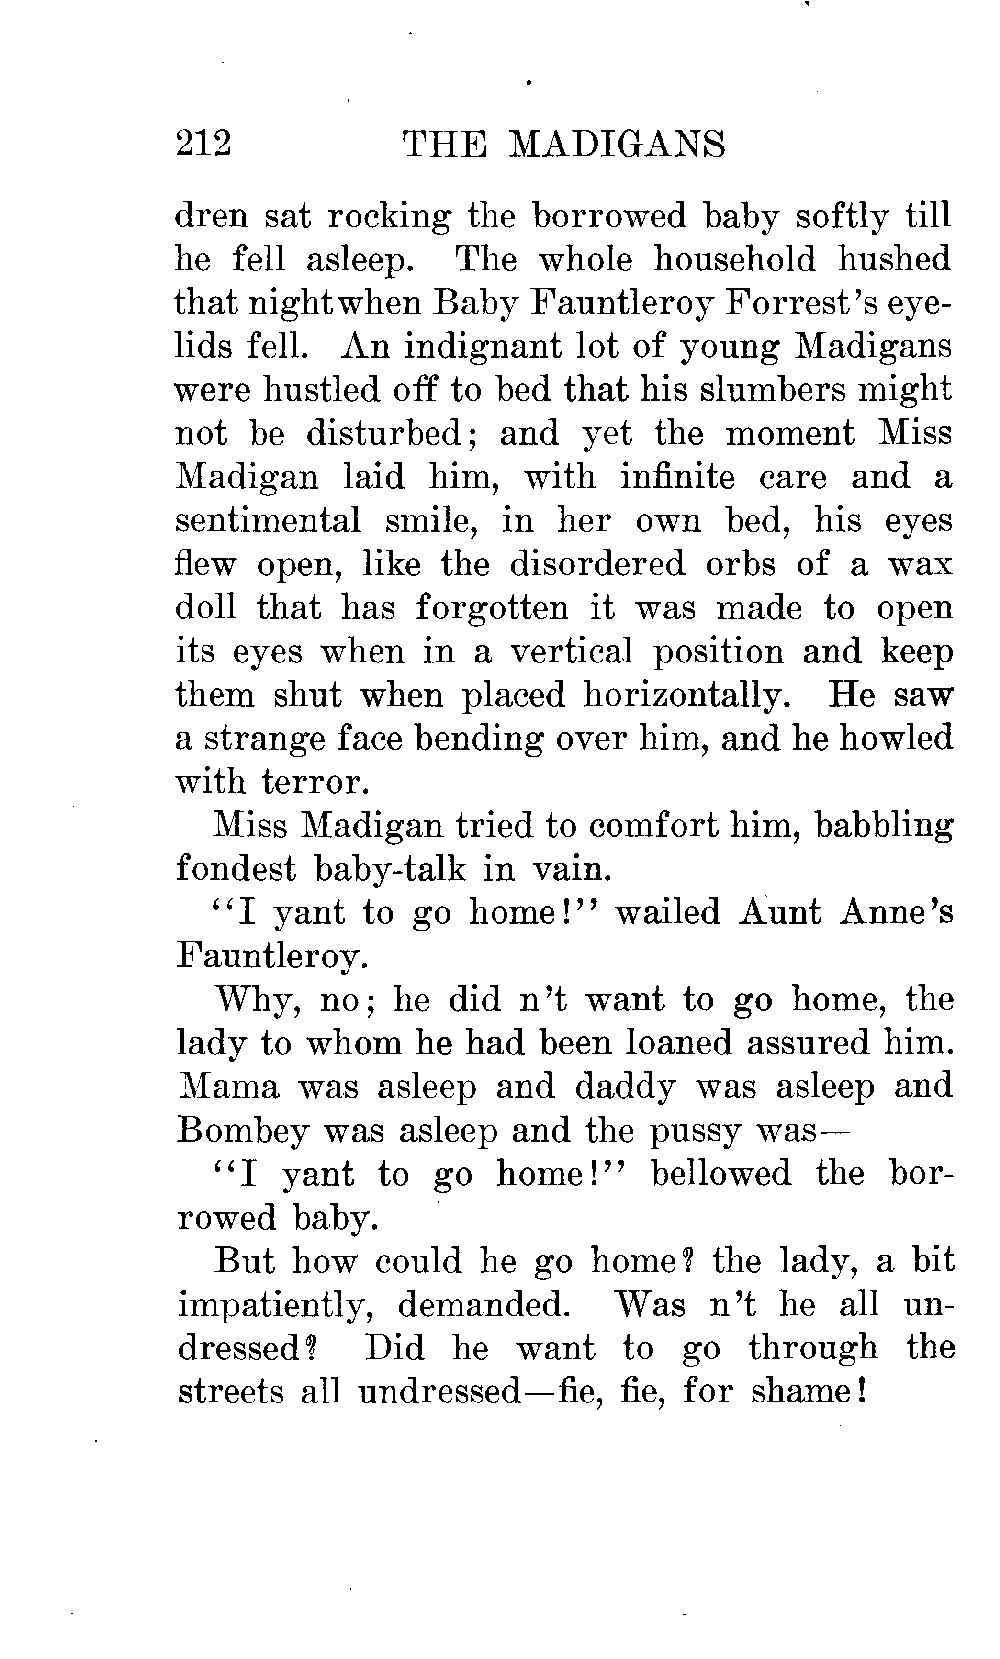 212 THE MADIGANS
dren sat rocking the borrowed baby softly till
he fell asleep. The whole household hushed
that night when Baby Fauntleroy Forrest's eye-
lids fell. An indignant lot of young Madigans
were hustled off to bed that his slumbers might
not be disturbed; and yet the moment Miss
Madigan laid him, with infinite care and a
sentimental smile, in her own bed, his eyes
flew open, like the disordered orbs of a wax
doll that has forgotten it was made to open
its eyes when in a vertical position and keep
them shut when placed horizontally. He saw
a strange face bending over him, and he howled
with terror.
Miss Madigan tried to comfort him, babbling
fondest baby-talk in vain.
"I yant to go home!" wailed Aunt Anne's
Fauntleroy.
Why, no; he did n't want to go home, the
lady to whom he had been loaned assured him.
Mama was asleep and daddy was asleep and
Bombey was asleep and the pussy was—
"I yant to go home!" bellowed the bor-
rowed baby.
But how could he go home? the lady, a bit
impatiently, demanded. Was n't he all un-
dressed? Did he want to go through the
streets all undressed—fie, fie, for shame!